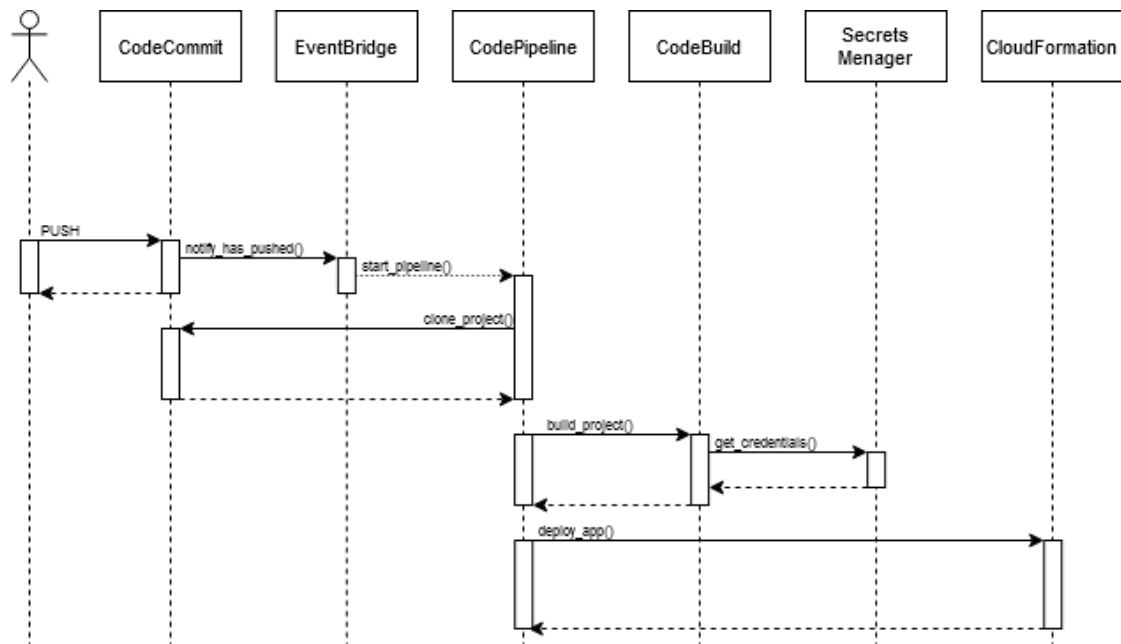 CodeCommit
EventBridge
CodePipeline
CodeBuild
Secrets
Menager
CloudFormation
PUSH
notify_has_pushed()
start_pipeline()
clone_project()
build_project()
get_credentials()
deploy_app()